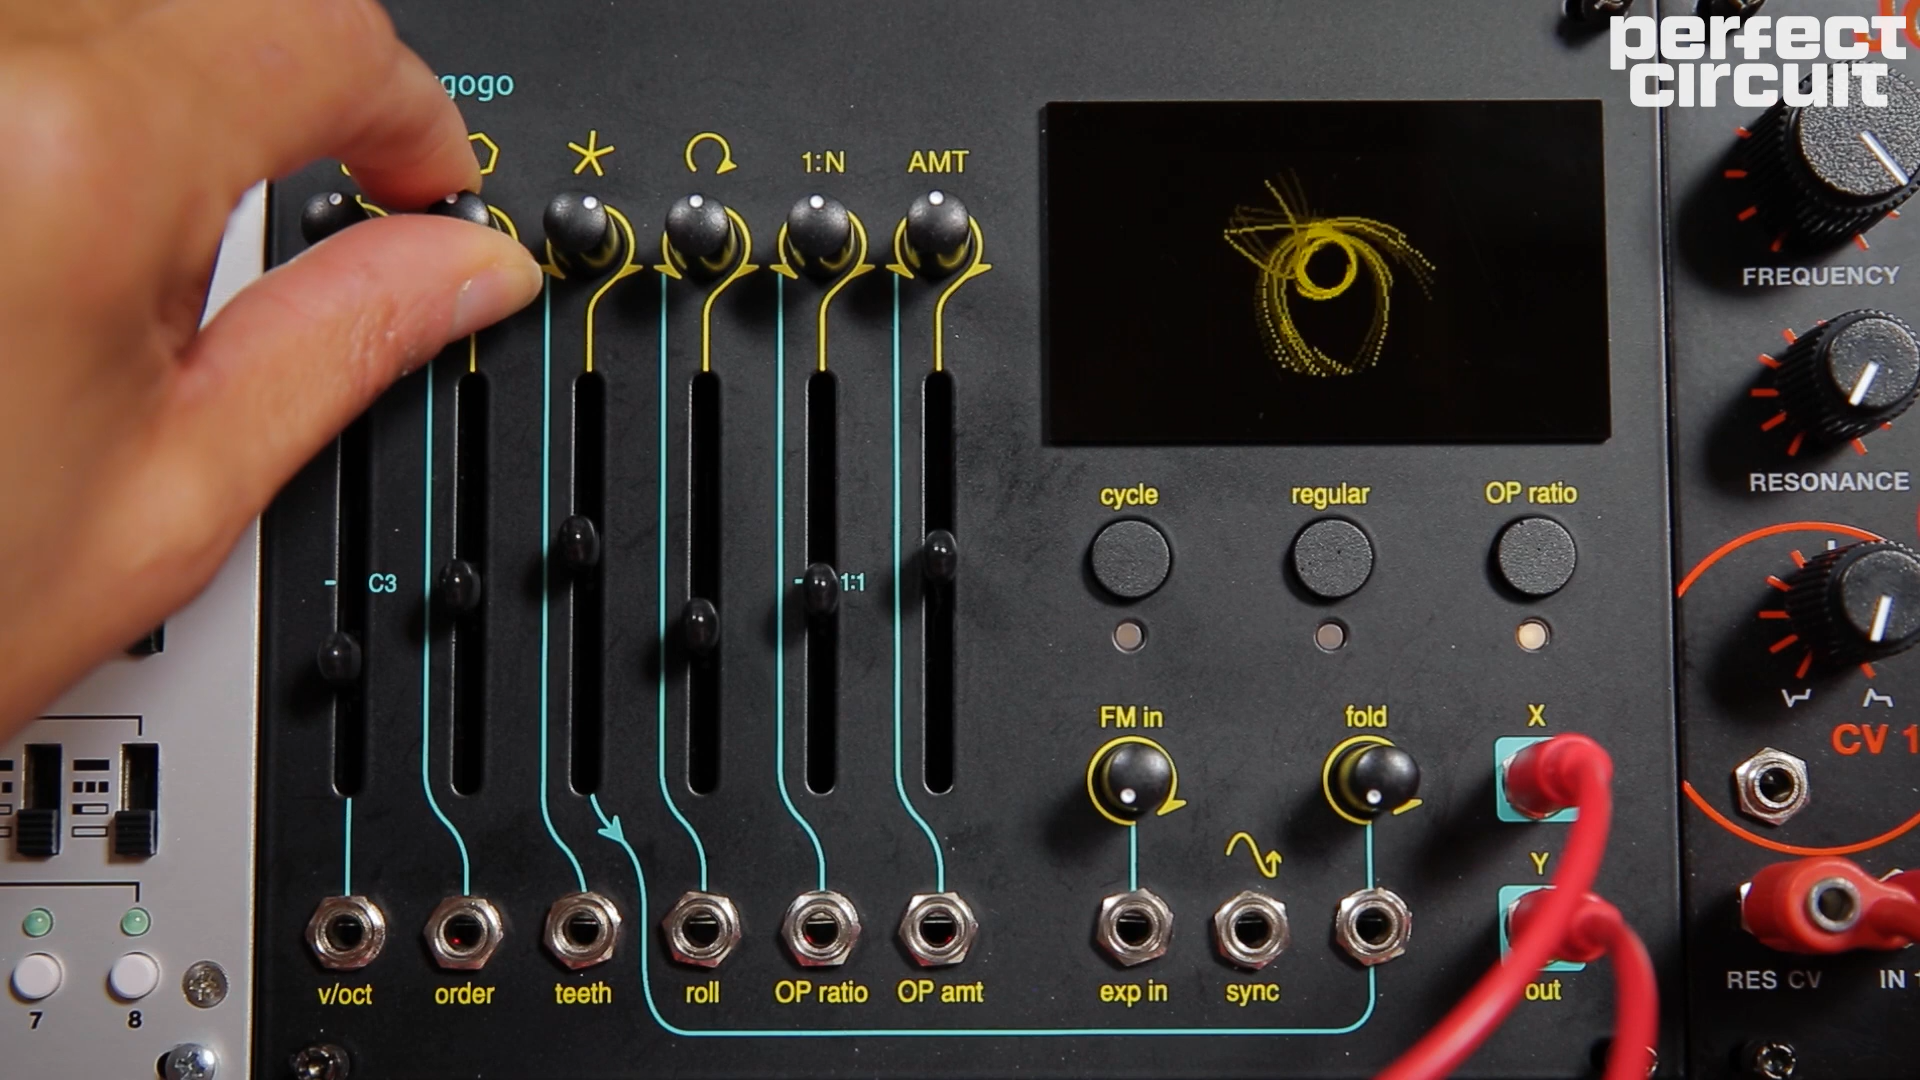 perfect
circuit
gogo
1:N AMT
FREQUENCY
RESONANCE
cycle regular OP ratio
C3 1:1
FM in fold X
CV 1
Y
v/oct order teeth roll OP ratio OP amt exp in sync out
RES CV IN 1
7 8